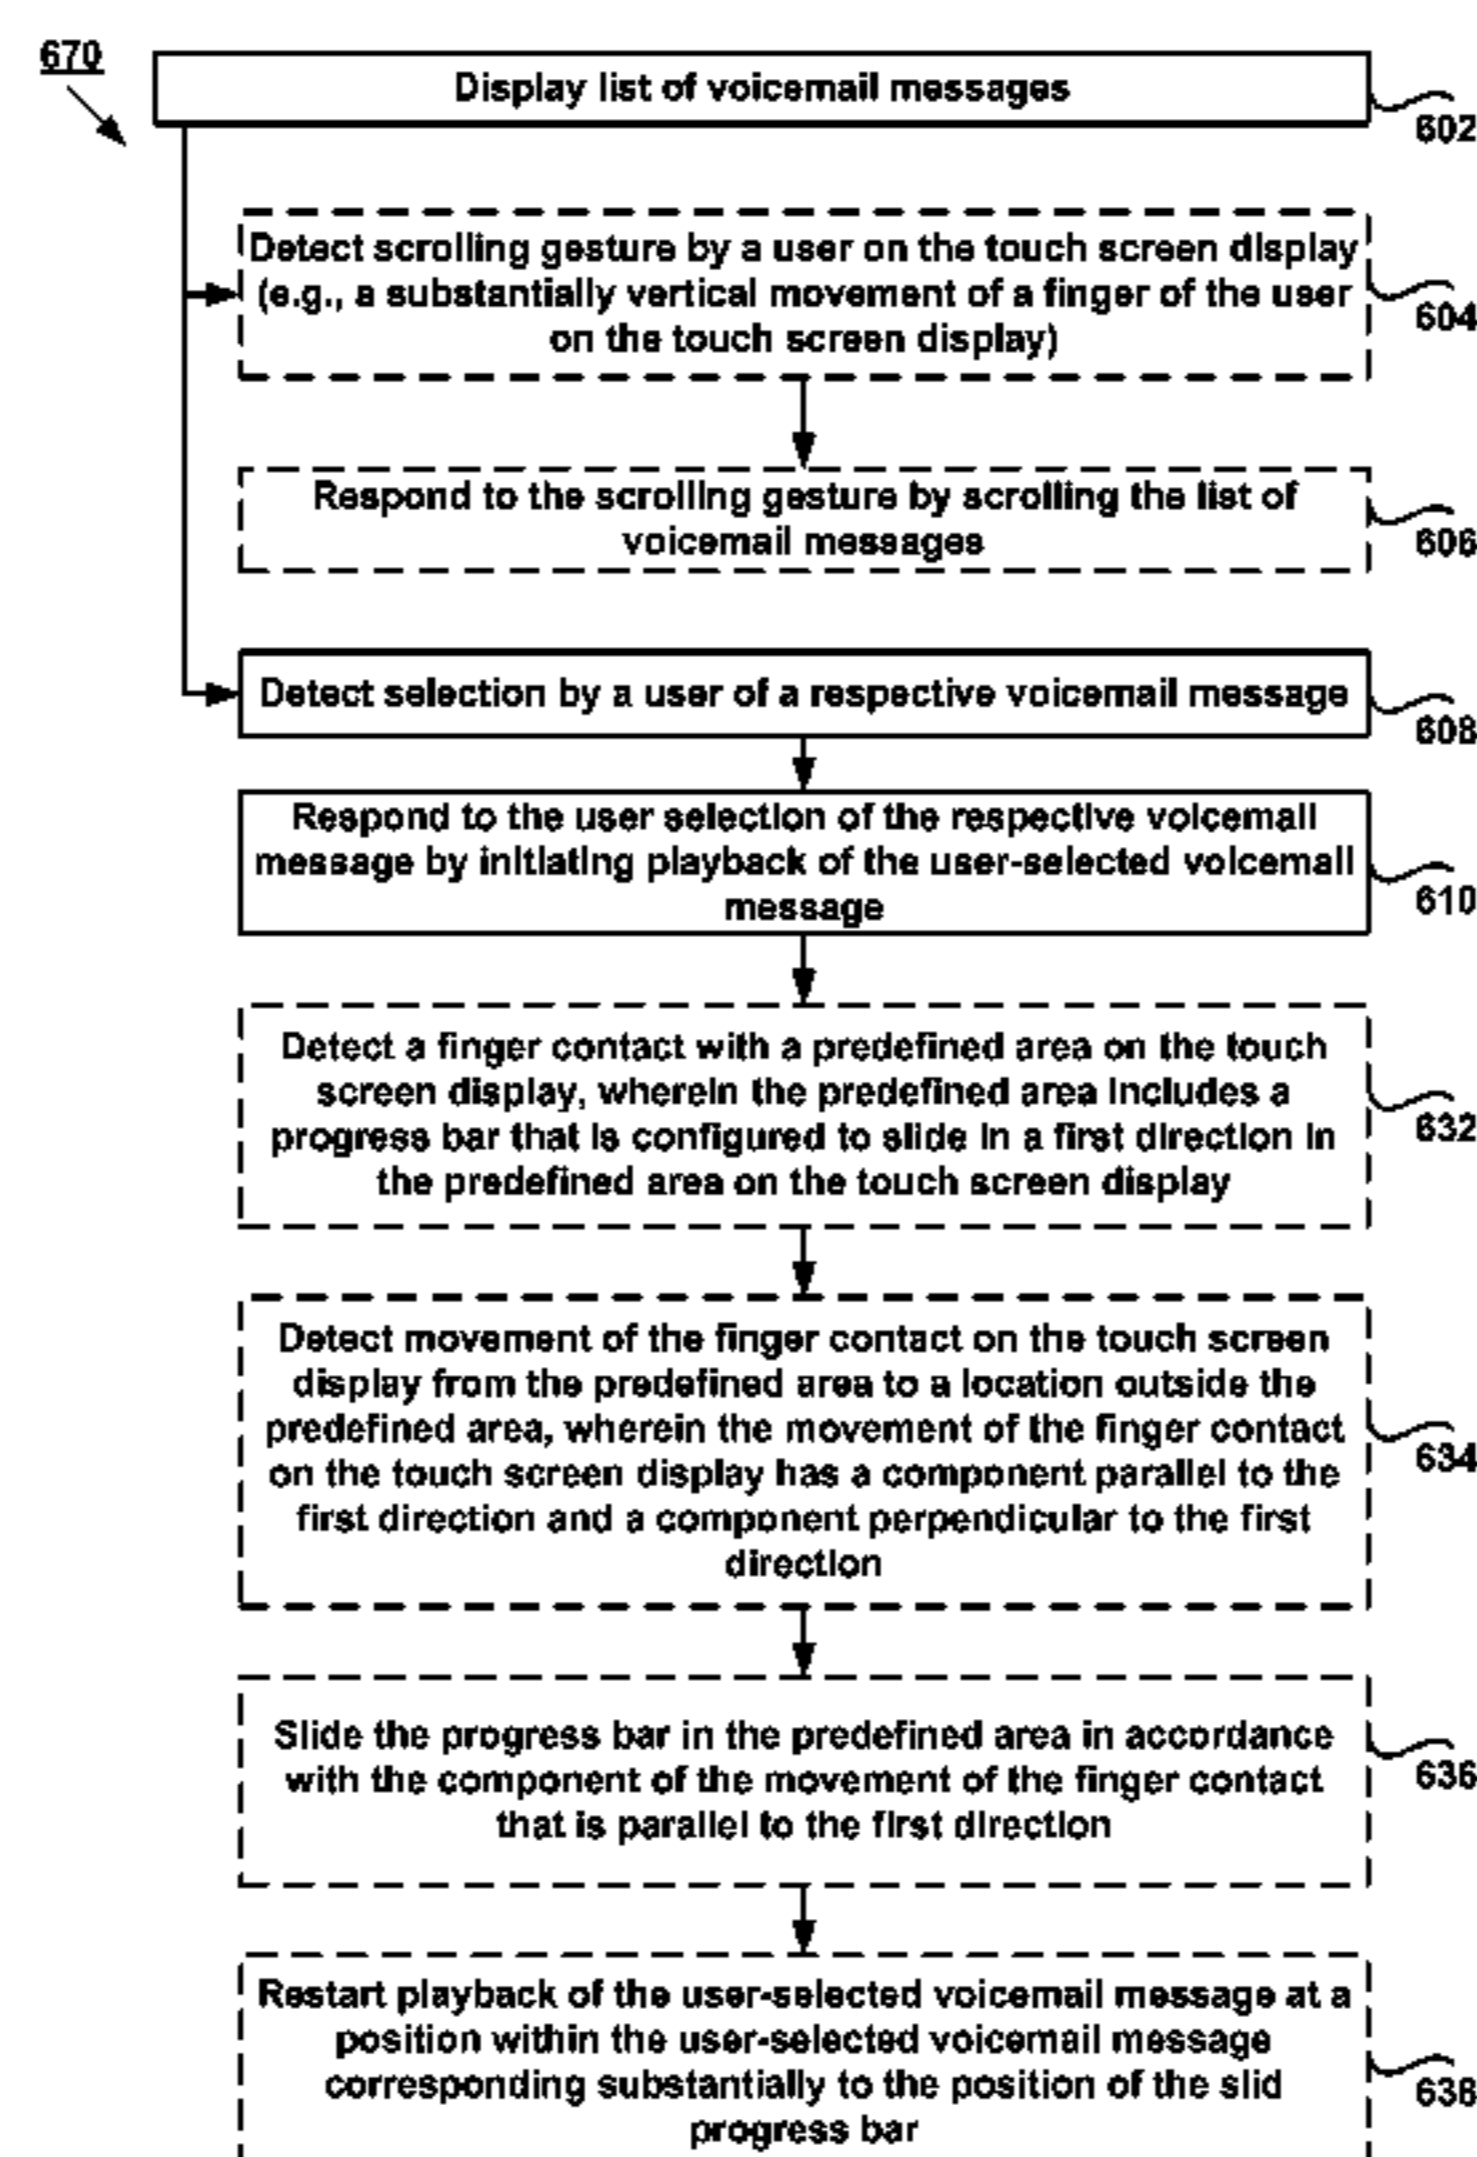 670
Display list of voicemail messages
602
Detect scrolling gesture by a user on the touch screen display
(e.g., a substantially vertical movement of a finger of the user
on the touch screen display)
604
Respond to the scrolling gesture by scrolling the list of
voicemail messages
606
Detect selection by a user of a respective voicemail message
608
Respond to the user selection of the respective voicemail
message by initiating playback of the user-selected voicemail
message
610
Detect a finger contact with a predefined area on the touch
screen display, wherein the predefined area includes a
progress bar that is configured to slide in a first direction in
the predefined area on the touch screen display
632
Detect movement of the finger contact on the touch screen
display from the predefined area to a location outside the
predefined area, wherein the movement of the finger contact
on the touch screen display has a component parallel to the
first direction and a component perpendicular to the first
direction
634
Slide the progress bar in the predefined area in accordance
with the component of the movement of the finger contact
that is parallel to the first direction
636
Restart playback of the user-selected voicemail message at a
position within the user-selected voicemail message
corresponding substantially to the position of the slid
progress bar
638